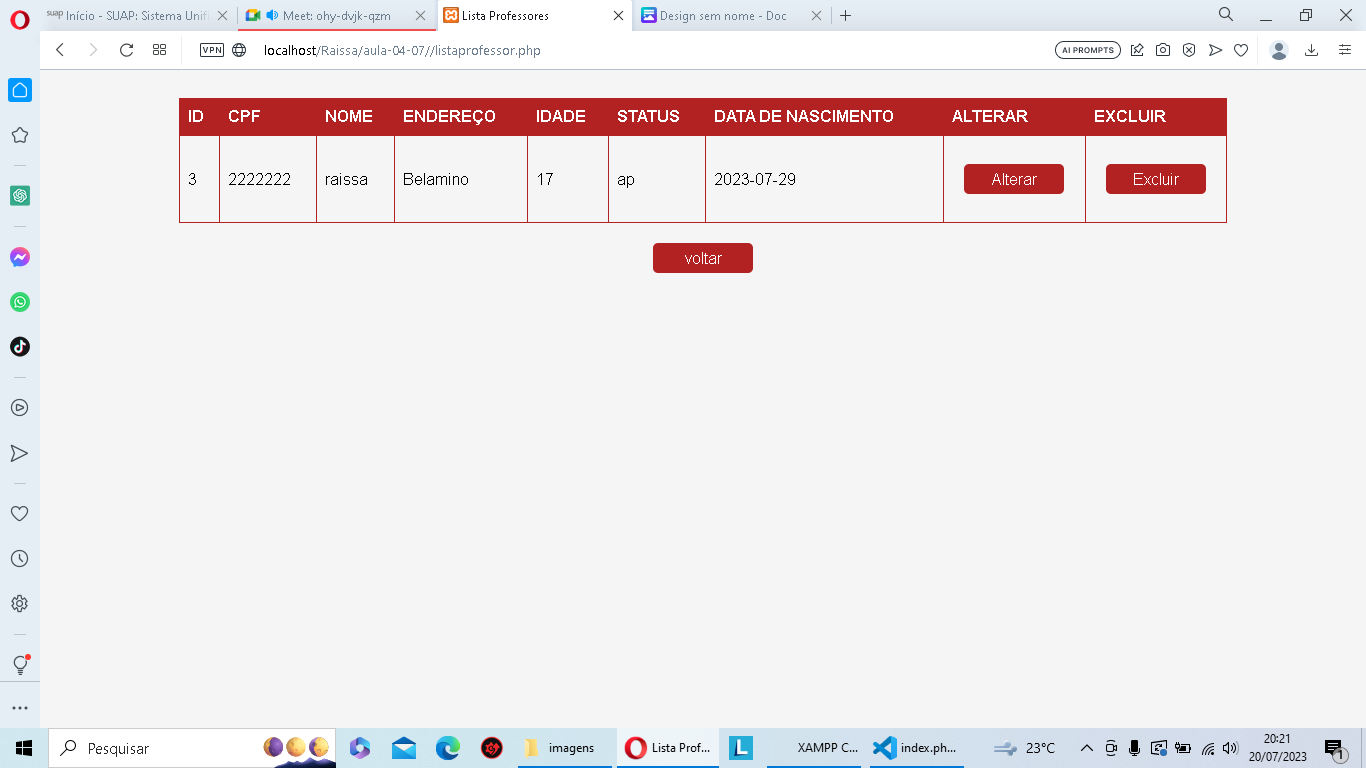 suap Início - SUAP: Sistema Unifi
Meet: ohy-dvjk-qzm
Lista Professores
Design sem nome - Doc
VPN
localhost/Raissa/aula-04-07//listaprofessor.php
AI PROMPTS
ID CPF NOME ENDEREÇO IDADE STATUS DATA DE NASCIMENTO ALTERAR EXCLUIR
3 2222222 raissa Belamino 17 ap 2023-07-29 Alterar Excluir
voltar
Pesquisar
imagens
Lista Prof...
L
XAMPP C...
index.ph...
23°C
20:21
20/07/2023
1